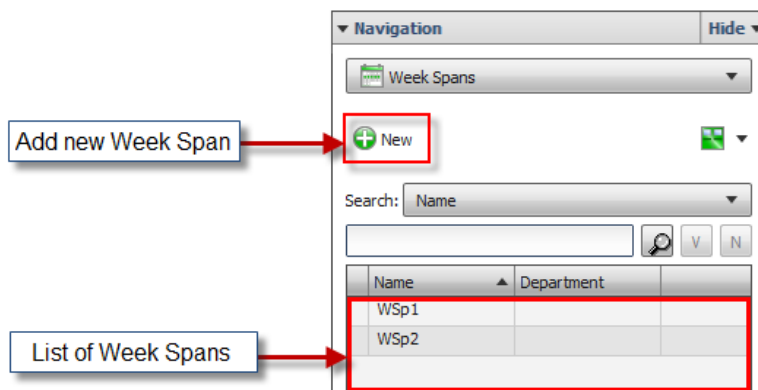 Navigation Hide
Week Spans
Add new Week Span
New
Search: Name
V N
Name Department
WSp1
WSp2
List of Week Spans